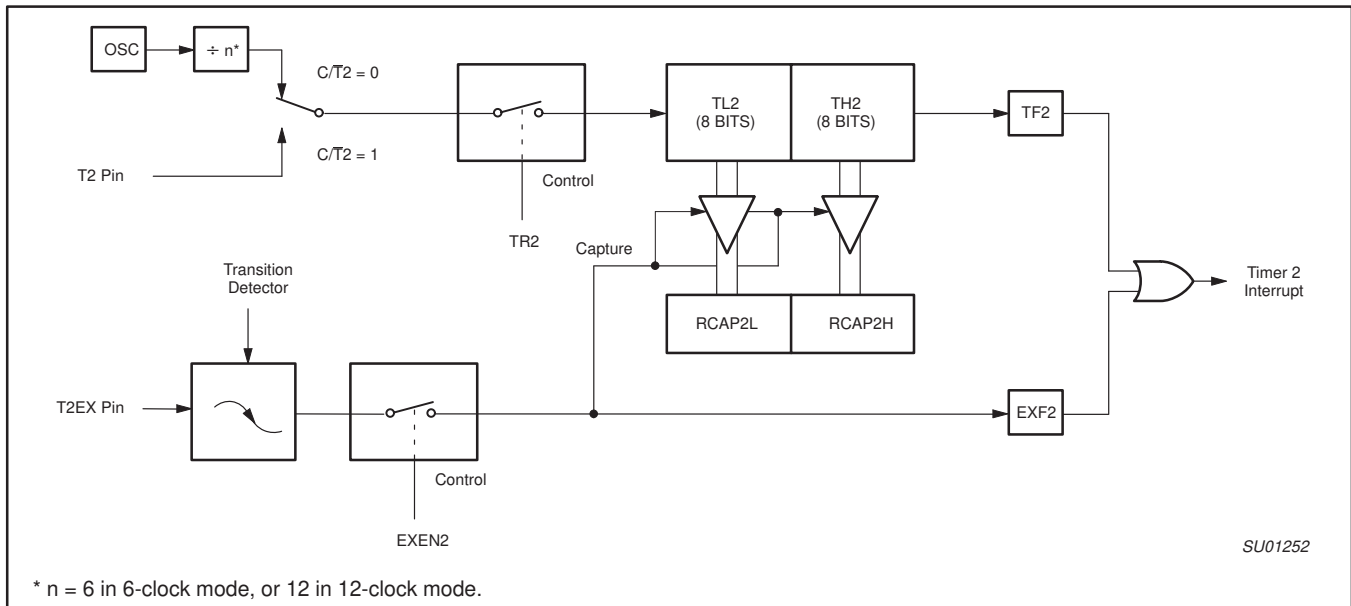 OSC
÷ n*
C/T̅2 = 0
C/T̅2 = 1
T2 Pin
Control
TR2
TL2
(8 BITS)
TH2
(8 BITS)
TF2
Capture
RCAP2L
RCAP2H
Timer 2
Interrupt
Transition
Detector
T2EX Pin
Control
EXEN2
EXF2
SU01252
* n = 6 in 6-clock mode, or 12 in 12-clock mode.